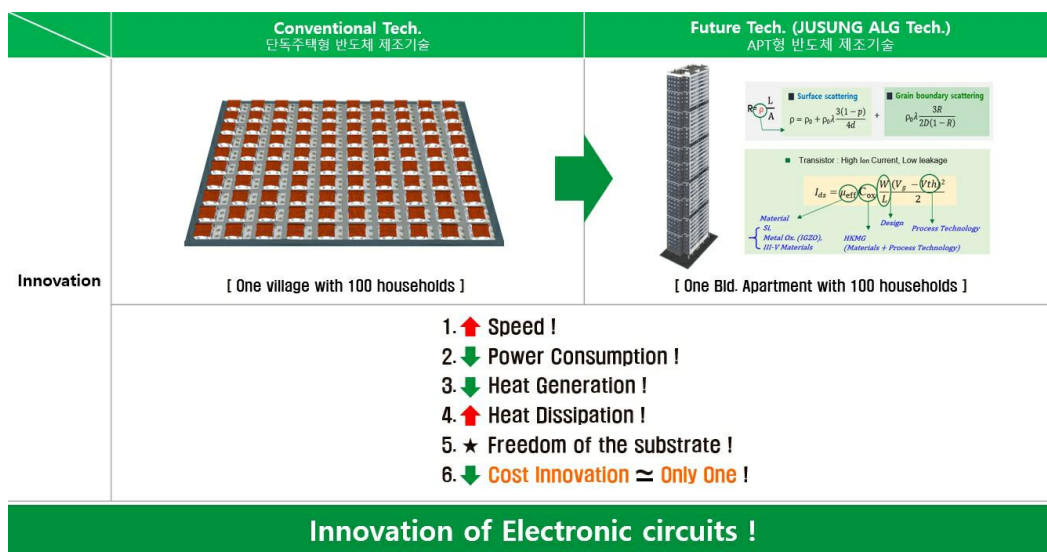 Conventional Tech.
단독주택형 반도체 제조기술
Future Tech. (JUSUNG ALG Tech.)
APT형 반도체 제조기술
Innovation
[ One village with 100 households ]
R=ρ L/A
■ Surface scattering
ρ = ρ₀ + ρ₀λ 3(1−p)/4d
+
■ Grain boundary scattering
ρ₀λ 3R/2D(1−R)
■ Transistor : High Ion Current, Low leakage
I_ds = μ_eff C_ox W/L (V_g − Vth)²/2
Material
SL
Metal Ox. (IGZO),
III-V Materials
HKMG
(Materials + Process Technology)
Design
Process Technology
[ One Bld. Apartment with 100 households ]
1. ⬆ Speed !
2. ⬇ Power Consumption !
3. ⬇ Heat Generation !
4. ⬆ Heat Dissipation !
5. ★ Freedom of the substrate !
6. ⬇ Cost Innovation ≃ Only One !
Innovation of Electronic circuits !